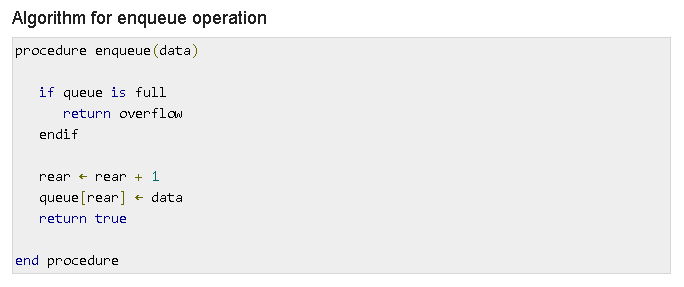 Algorithm for enqueue operation
procedure enqueue(data)
if queue is full
return overflow
endif
rear ← rear + 1
queue[rear] ← data
return true
end procedure